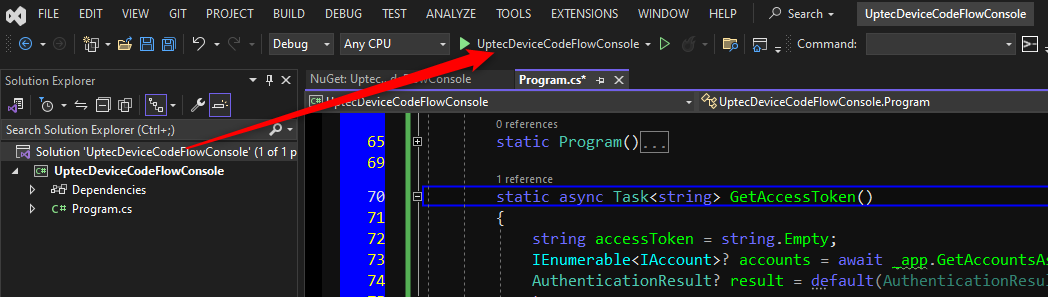 FILE EDIT VIEW GIT PROJECT BUILD DEBUG TEST ANALYZE TOOLS EXTENSIONS WINDOW HELP Search UptecDeviceCodeFlowConsole
Debug Any CPU UptecDeviceCodeFlowConsole Command:
Solution Explorer
Search Solution Explorer (Ctrl+;)
Solution 'UptecDeviceCodeFlowConsole' (1 of 1 p
UptecDeviceCodeFlowConsole
Dependencies
Program.cs
NuGet: Uptec...deFlowConsole Program.cs*
UptecDeviceCodeFlowConsole UptecDeviceCodeFlowConsole.Program
0 references
65 static Program()...
69
1 reference
70 static async Task<string> GetAccessToken()
71 {
72 string accessToken = string.Empty;
73 IEnumerable<IAccount>? accounts = await _app.GetAccountsAs
74 AuthenticationResult? result = default(AuthenticationResul